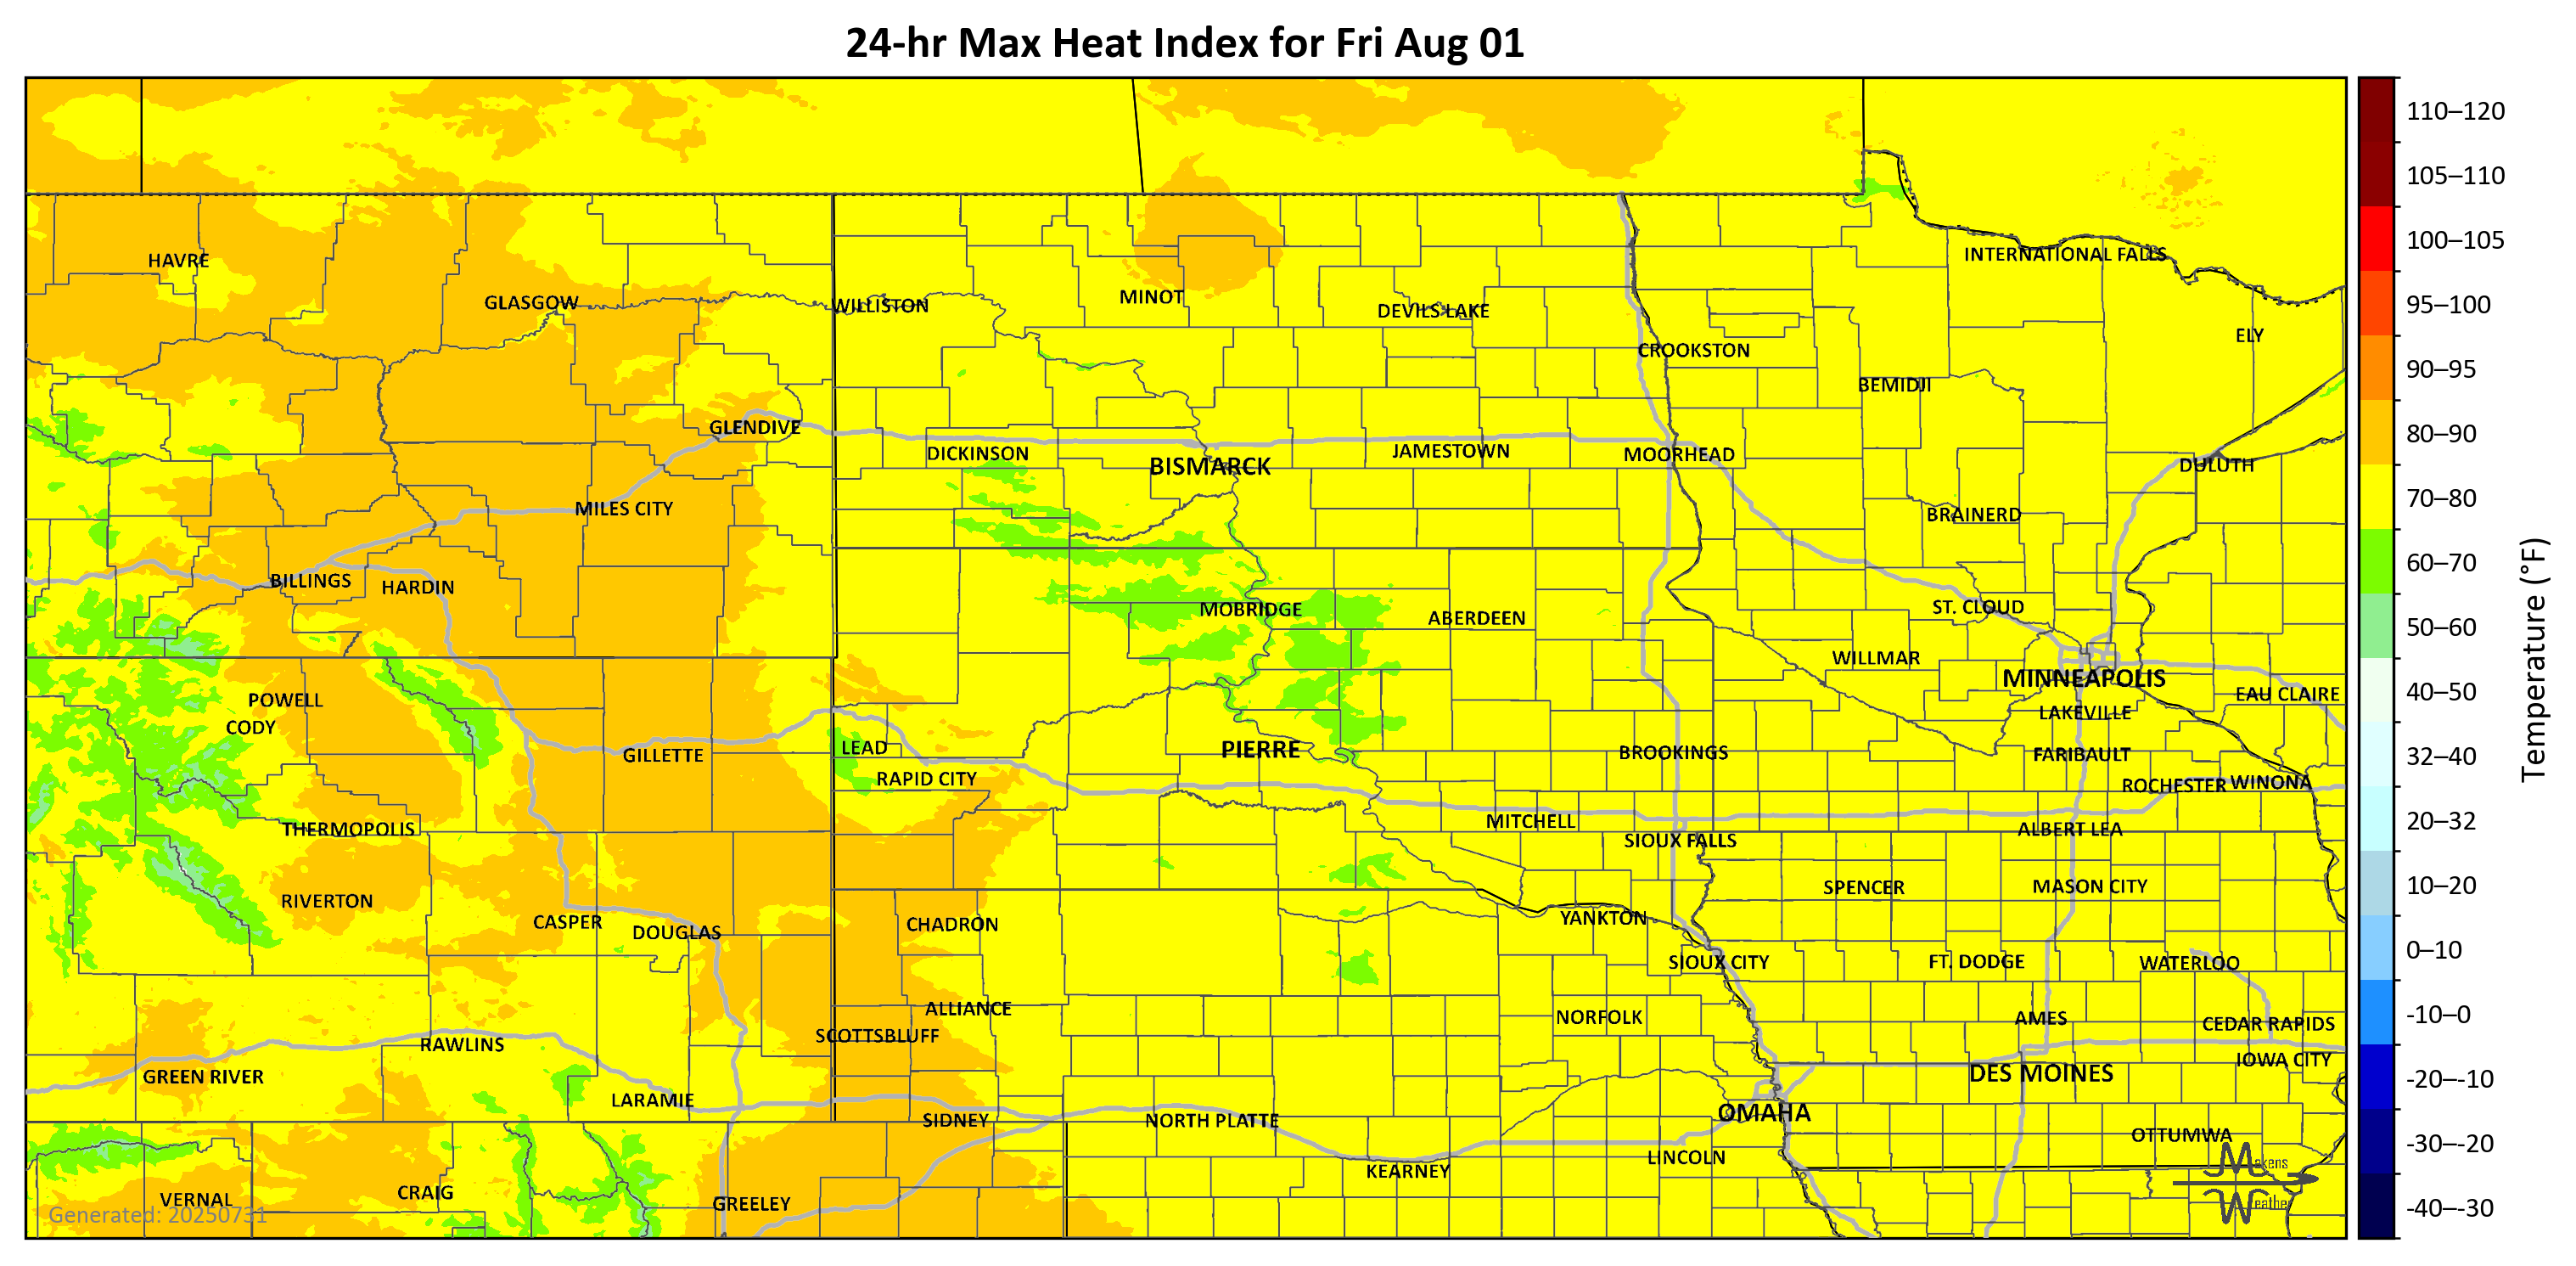 24-hr Max Heat Index for Fri Aug 01
110–120
105–110
100–105
95–100
90–95
80–90
70–80
60–70
50–60
40–50
32–40
20–32
10–20
0–10
-10–0
-20–-10
-30–-20
-40–-30
Temperature (°F)
HAVRE
GLASGOW
WILLISTON
MINOT
DEVILS LAKE
INTERNATIONAL FALLS
ELY
CROOKSTON
BEMIDJI
GLENDIVE
DICKINSON
BISMARCK
JAMESTOWN
MOORHEAD
DULUTH
MILES CITY
BRAINERD
BILLINGS
HARDIN
MOBRIDGE
ABERDEEN
ST. CLOUD
WILLMAR
MINNEAPOLIS
EAU CLAIRE
POWELL
CODY
LAKEVILLE
GILLETTE
LEAD
PIERRE
BROOKINGS
FARIBAULT
RAPID CITY
ROCHESTER
WINONA
THERMOPOLIS
MITCHELL
SIOUX FALLS
ALBERT LEA
RIVERTON
SPENCER
MASON CITY
CASPER
DOUGLAS
CHADRON
YANKTON
SIOUX CITY
FT. DODGE
WATERLOO
ALLIANCE
NORFOLK
AMES
CEDAR RAPIDS
SCOTTSBLUFF
RAWLINS
IOWA CITY
GREEN RIVER
DES MOINES
LARAMIE
SIDNEY
NORTH PLATTE
OMAHA
OTTUMWA
LINCOLN
KEARNEY
VERNAL
CRAIG
GREELEY
Makens
Weather
Generated: 20250731